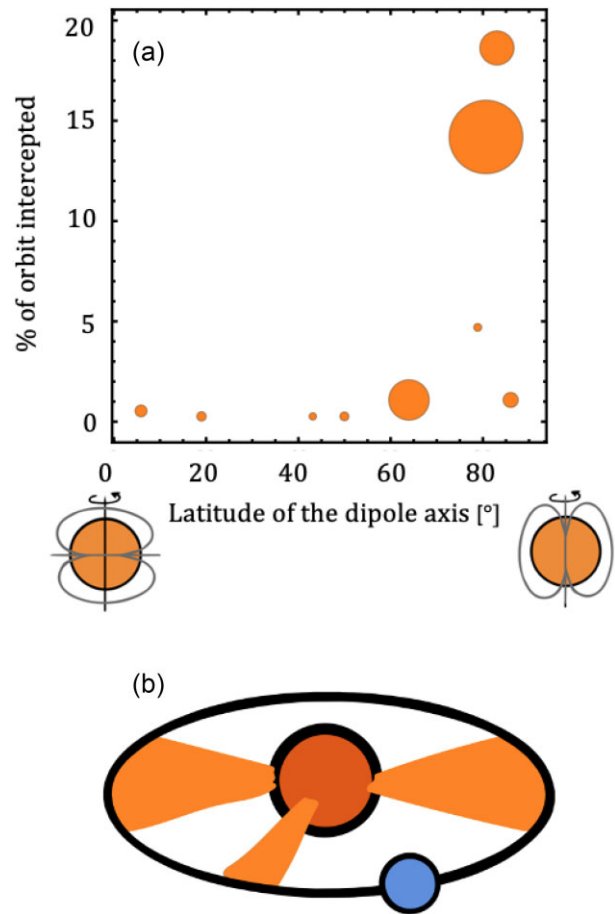 20
(a)
15
10
5
0
% of orbit intercepted
0 20 40 60 80
Latitude of the dipole axis [°]
(b)